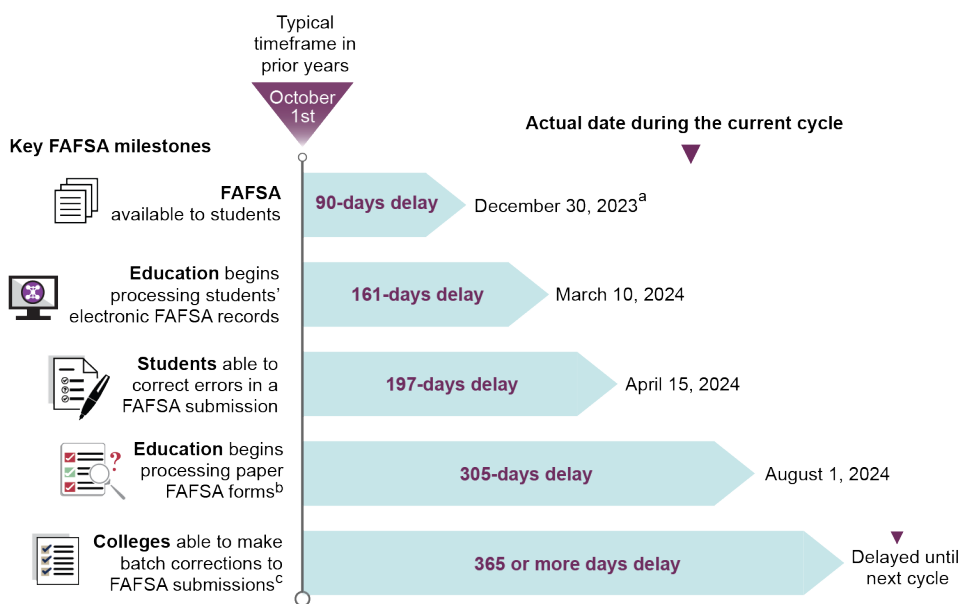 Typical
timeframe in
prior years
October
1st
Actual date during the current cycle
Key FAFSA milestones
FAFSA
available to students
90-days delay
December 30, 2023a
Education begins
processing students’
electronic FAFSA records
161-days delay
March 10, 2024
Students able to
correct errors in a
FAFSA submission
197-days delay
April 15, 2024
?
Education begins
processing paper
FAFSA formsb
305-days delay
August 1, 2024
Colleges able to make
batch corrections to
FAFSA submissionsc
365 or more days delay
Delayed until
next cycle